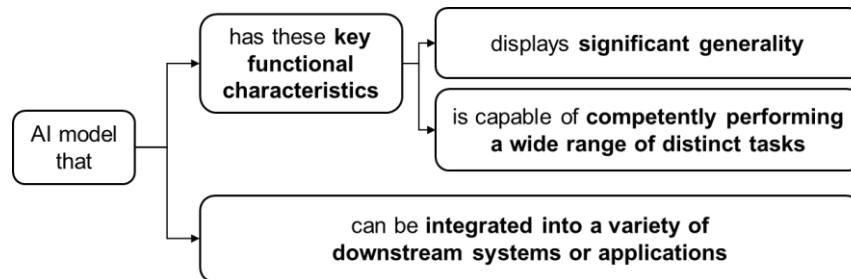 AI model
that
has these key
functional
characteristics
displays significant generality
is capable of competently performing
a wide range of distinct tasks
can be integrated into a variety of
downstream systems or applications